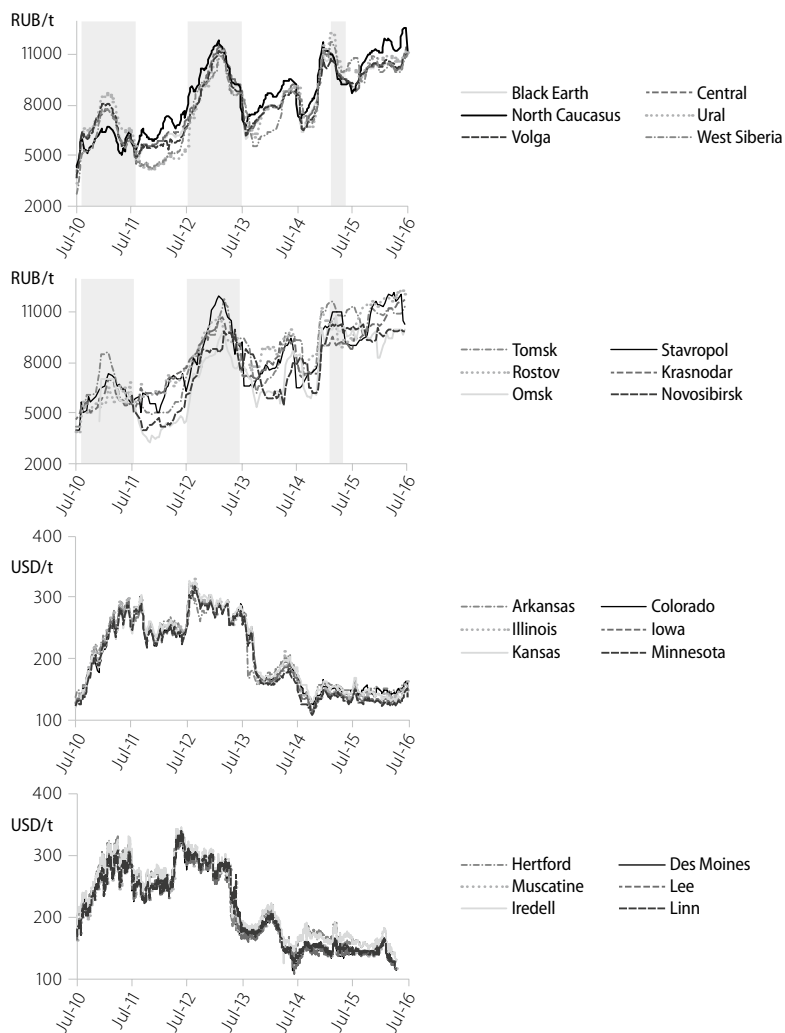 RUB/t
11000
8000
5000
2000
Jul-10 Jul-11 Jul-12 Jul-13 Jul-14 Jul-15 Jul-16
Black Earth Central
North Caucasus Ural
Volga West Siberia
RUB/t
11000
8000
5000
2000
Jul-10 Jul-11 Jul-12 Jul-13 Jul-14 Jul-15 Jul-16
Tomsk Stavropol
Rostov Krasnodar
Omsk Novosibirsk
400
USD/t
300
200
100
Jul-10 Jul-11 Jul-12 Jul-13 Jul-14 Jul-15 Jul-16
Arkansas Colorado
Illinois Iowa
Kansas Minnesota
400
USD/t
300
200
100
Jul-10 Jul-11 Jul-12 Jul-13 Jul-14 Jul-15 Jul-16
Hertford Des Moines
Muscatine Lee
Iredell Linn